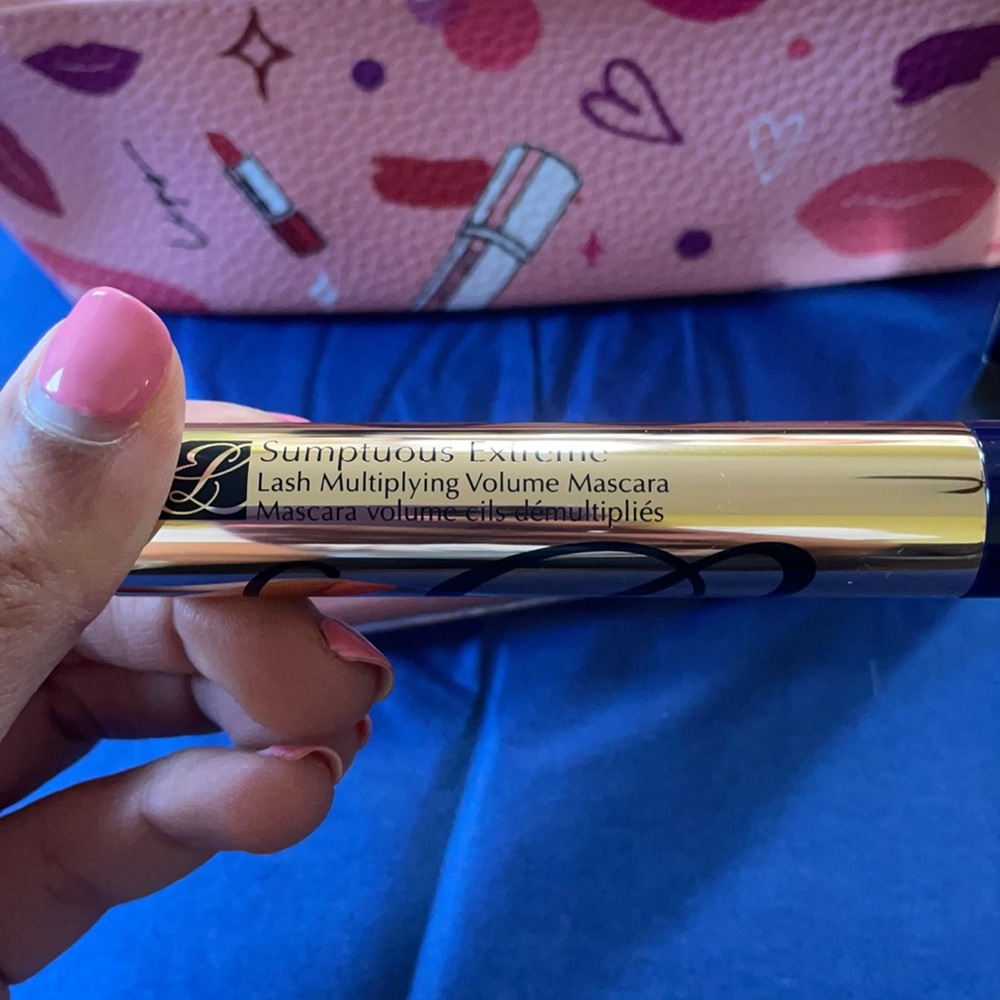 Sumptuous Extreme
Lash Multiplying Volume Mascara
Mascara volume cils démultipliés